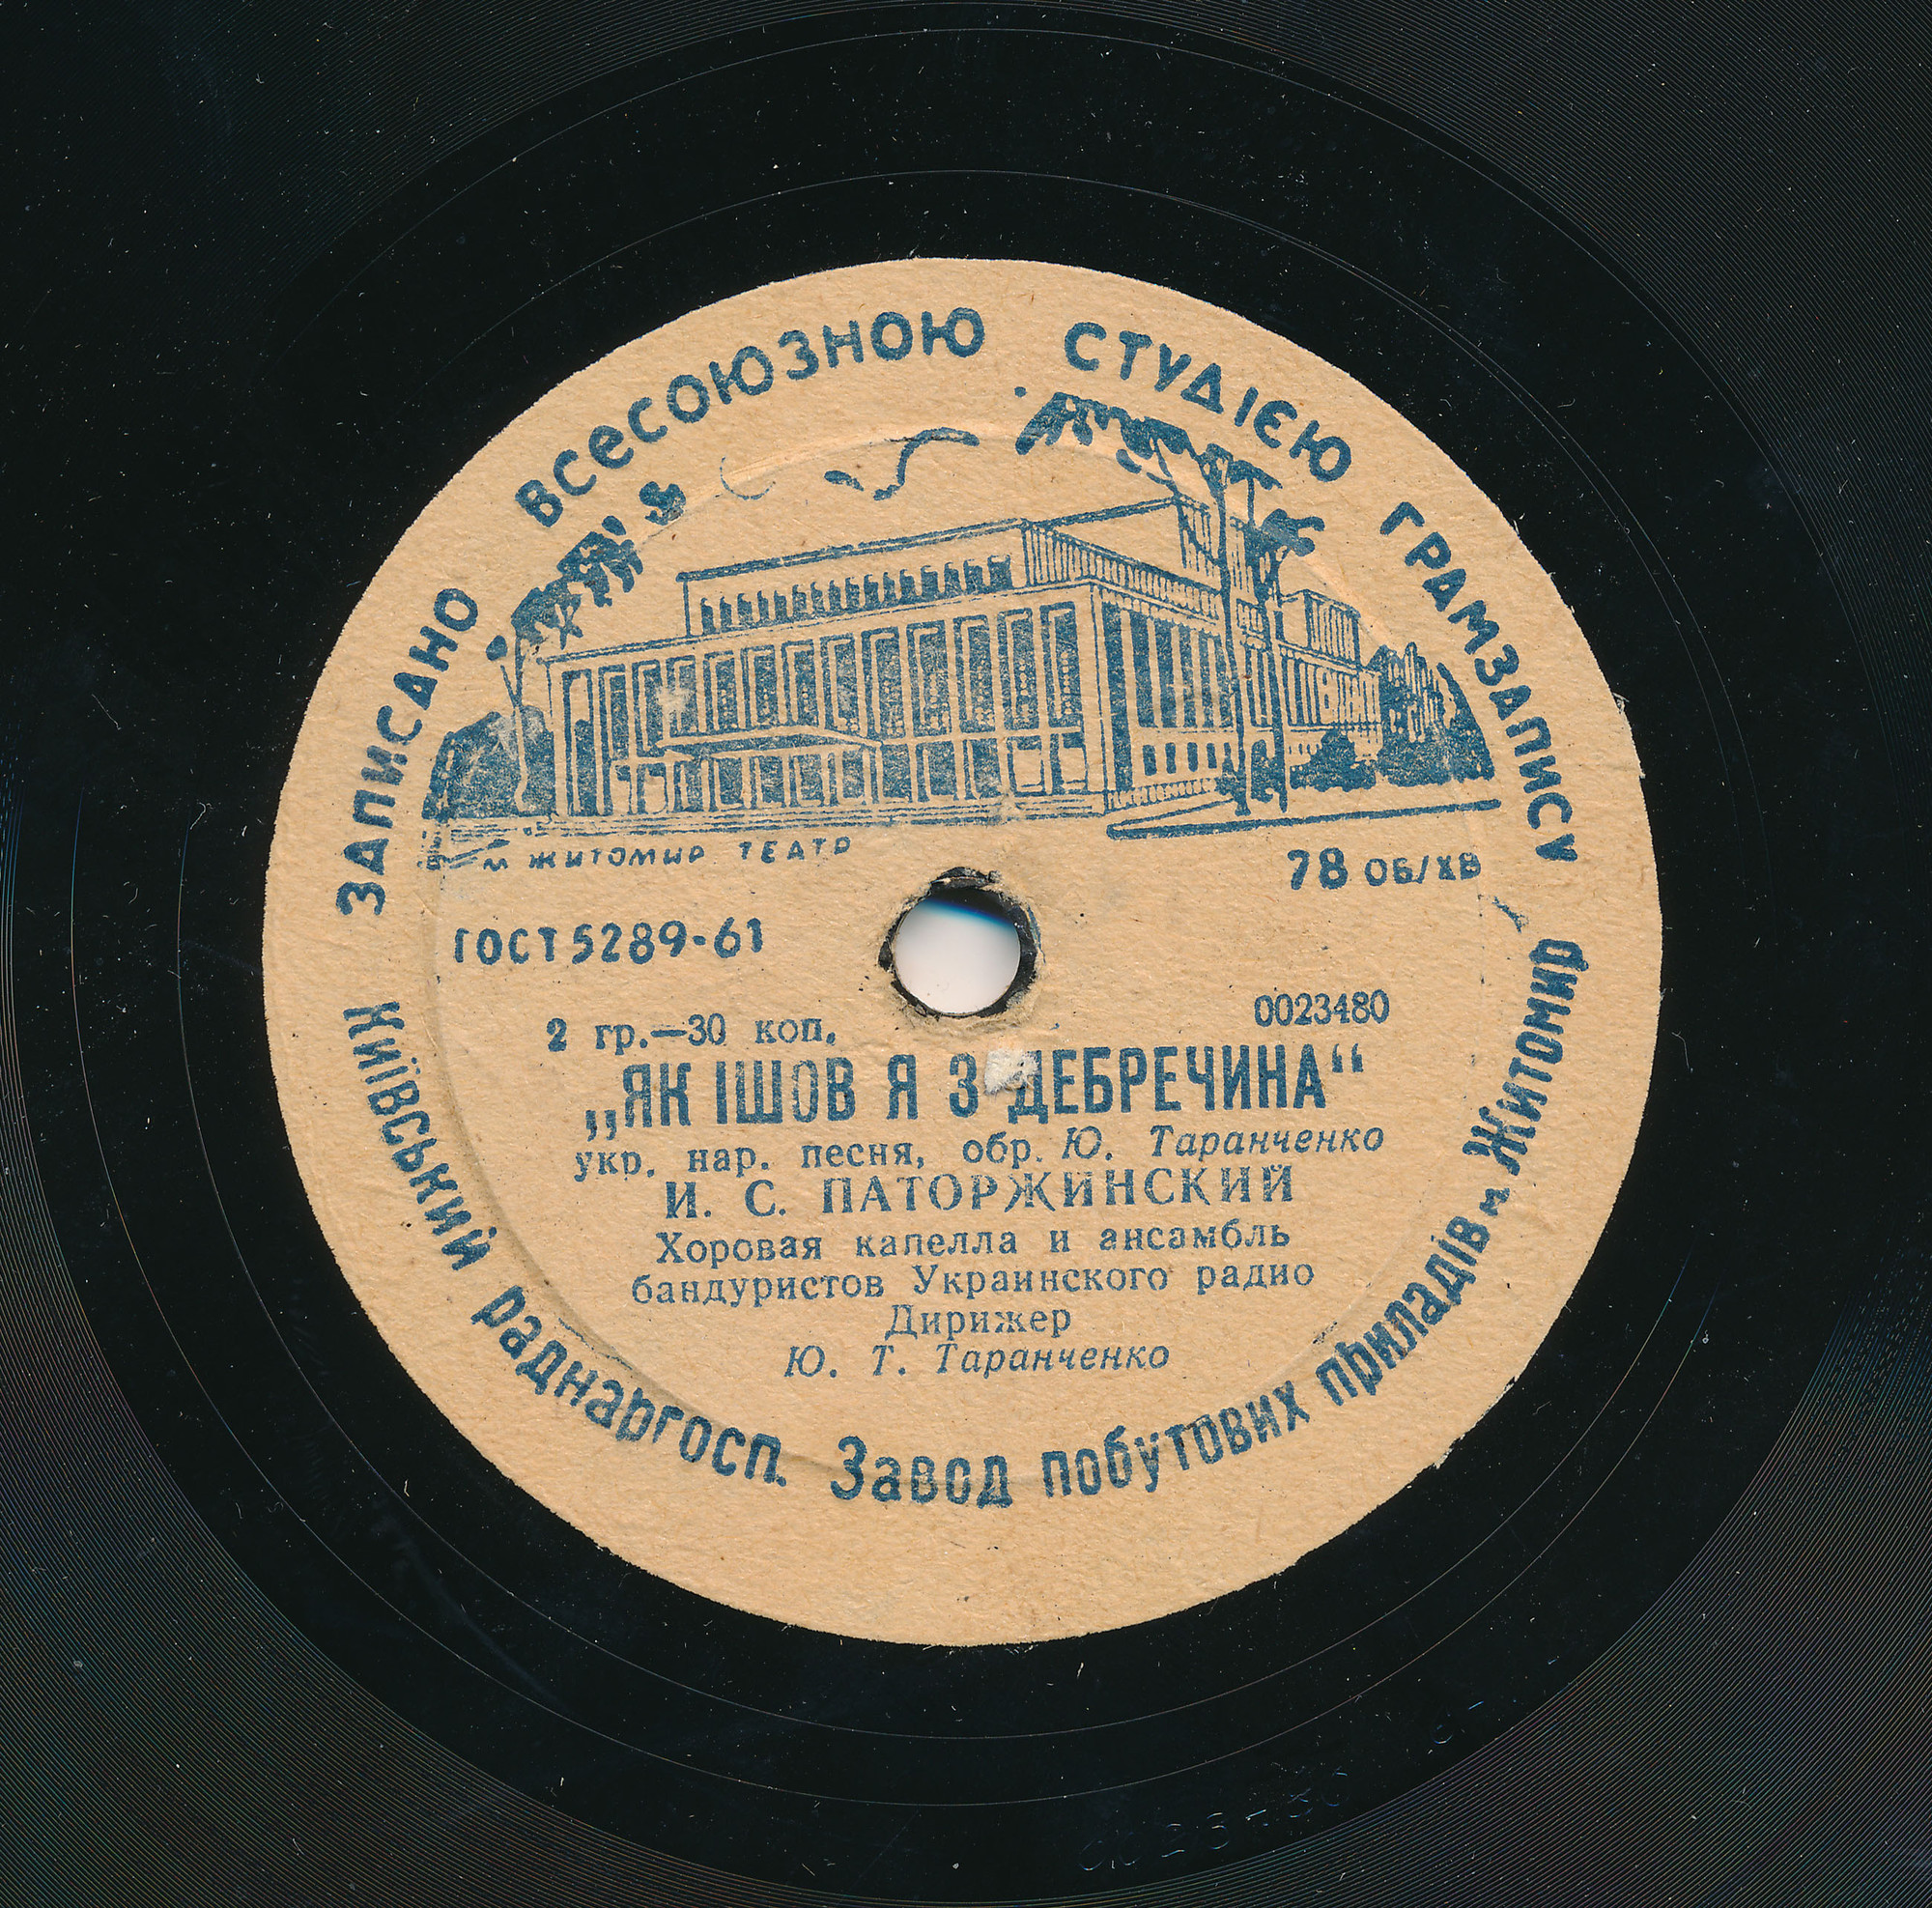 ЗАПИСАНО ВСЕСОЮЗНОЮ СТУДІЄЮ ГРАМЗАПИСУ
м ЖИТОМИР ТЕАТР
78 ОБ/ХВ
ГОСТ 5289-61
0023480
2 гр.—30 коп.
„ЯК ІШОВ Я З ДЕБРЕЧИНА“
укр. нар. песня, обр. Ю. Таранченко
И. С. ПАТОРЖИНСКИЙ
Хоровая капелла и ансамбль
бандуристов Украинского радио
Дирижер
Ю. Т. Таранченко
Київський раднаргосп. Завод побутових приладів м. Житомир